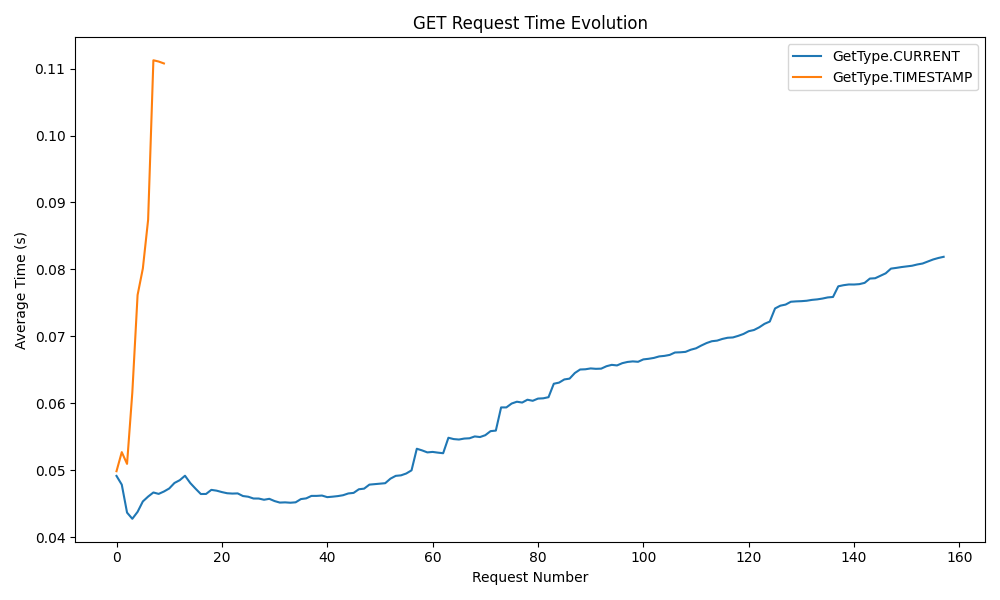 GET Request Time Evolution
GetType.CURRENT
GetType.TIMESTAMP
Average Time (s)
0.11
0.10
0.09
0.08
0.07
0.06
0.05
0.04
0 20 40 60 80 100 120 140 160
Request Number